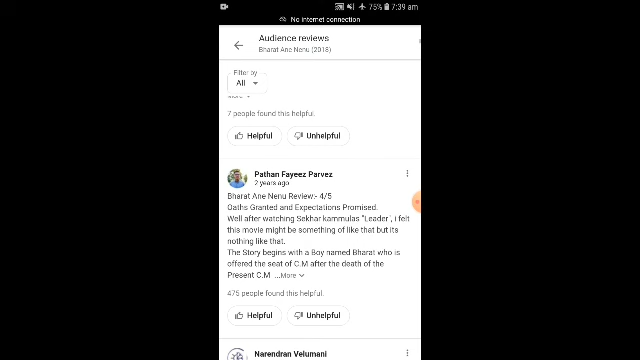 75% 7:39 am
No internet connection
Audience reviews
Bharat Ane Nenu (2018)
Filter by
All
More
7 people found this helpful.
Helpful Unhelpful
Pathan Fayeez Parvez
2 years ago
Bharat Ane Nenu Review:- 4/5
Oaths Granted and Expectations Promised.
Well after watching Sekhar kammulas "Leader", i felt
this movie might be something of like that but its
nothing like that.
The Story begins with a Boy named Bharat who is
offered the seat of C.M after the death of the
Present C.M ...More
475 people found this helpful.
Helpful Unhelpful
Narendran Velumani